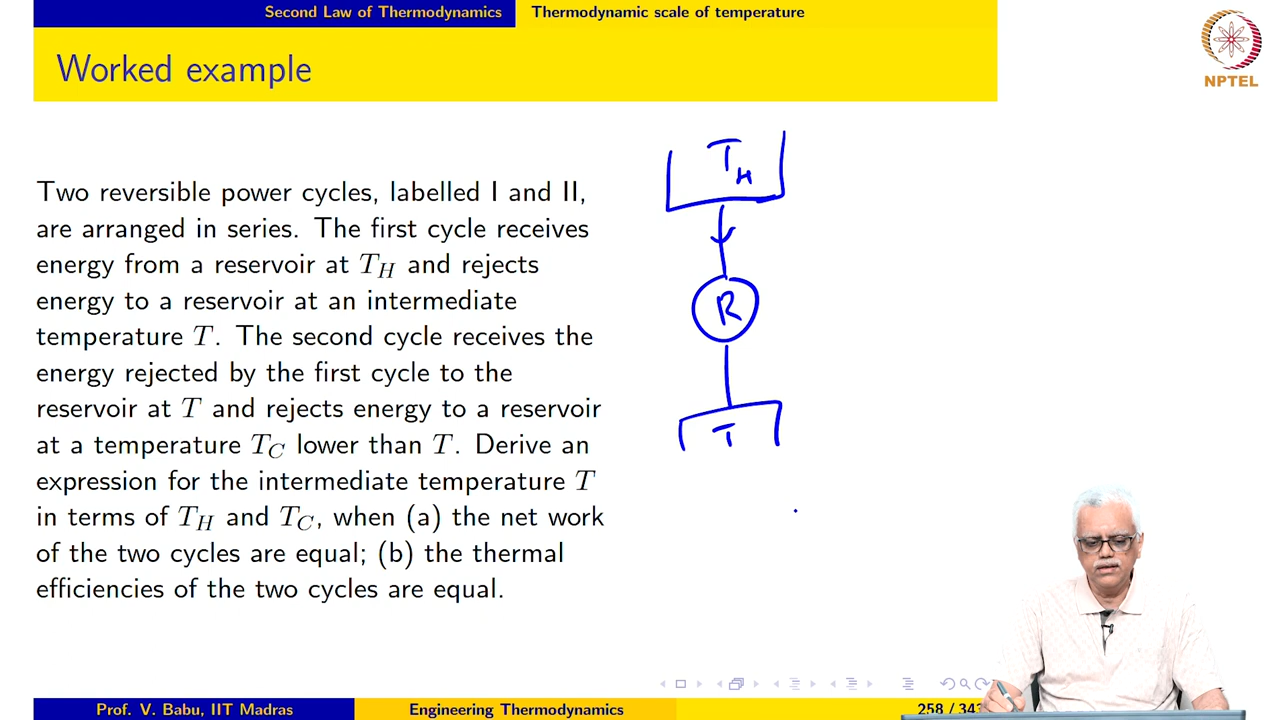 Second Law of Thermodynamics Thermodynamic scale of temperature
Worked example
NPTEL
Two reversible power cycles, labelled I and II,
are arranged in series. The first cycle receives
energy from a reservoir at T_H and rejects
energy to a reservoir at an intermediate
temperature T. The second cycle receives the
energy rejected by the first cycle to the
reservoir at T and rejects energy to a reservoir
at a temperature T_C lower than T. Derive an
expression for the intermediate temperature T
in terms of T_H and T_C, when (a) the net work
of the two cycles are equal; (b) the thermal
efficiencies of the two cycles are equal.
T_H
R
T
Prof. V. Babu, IIT Madras Engineering Thermodynamics 258 / 343